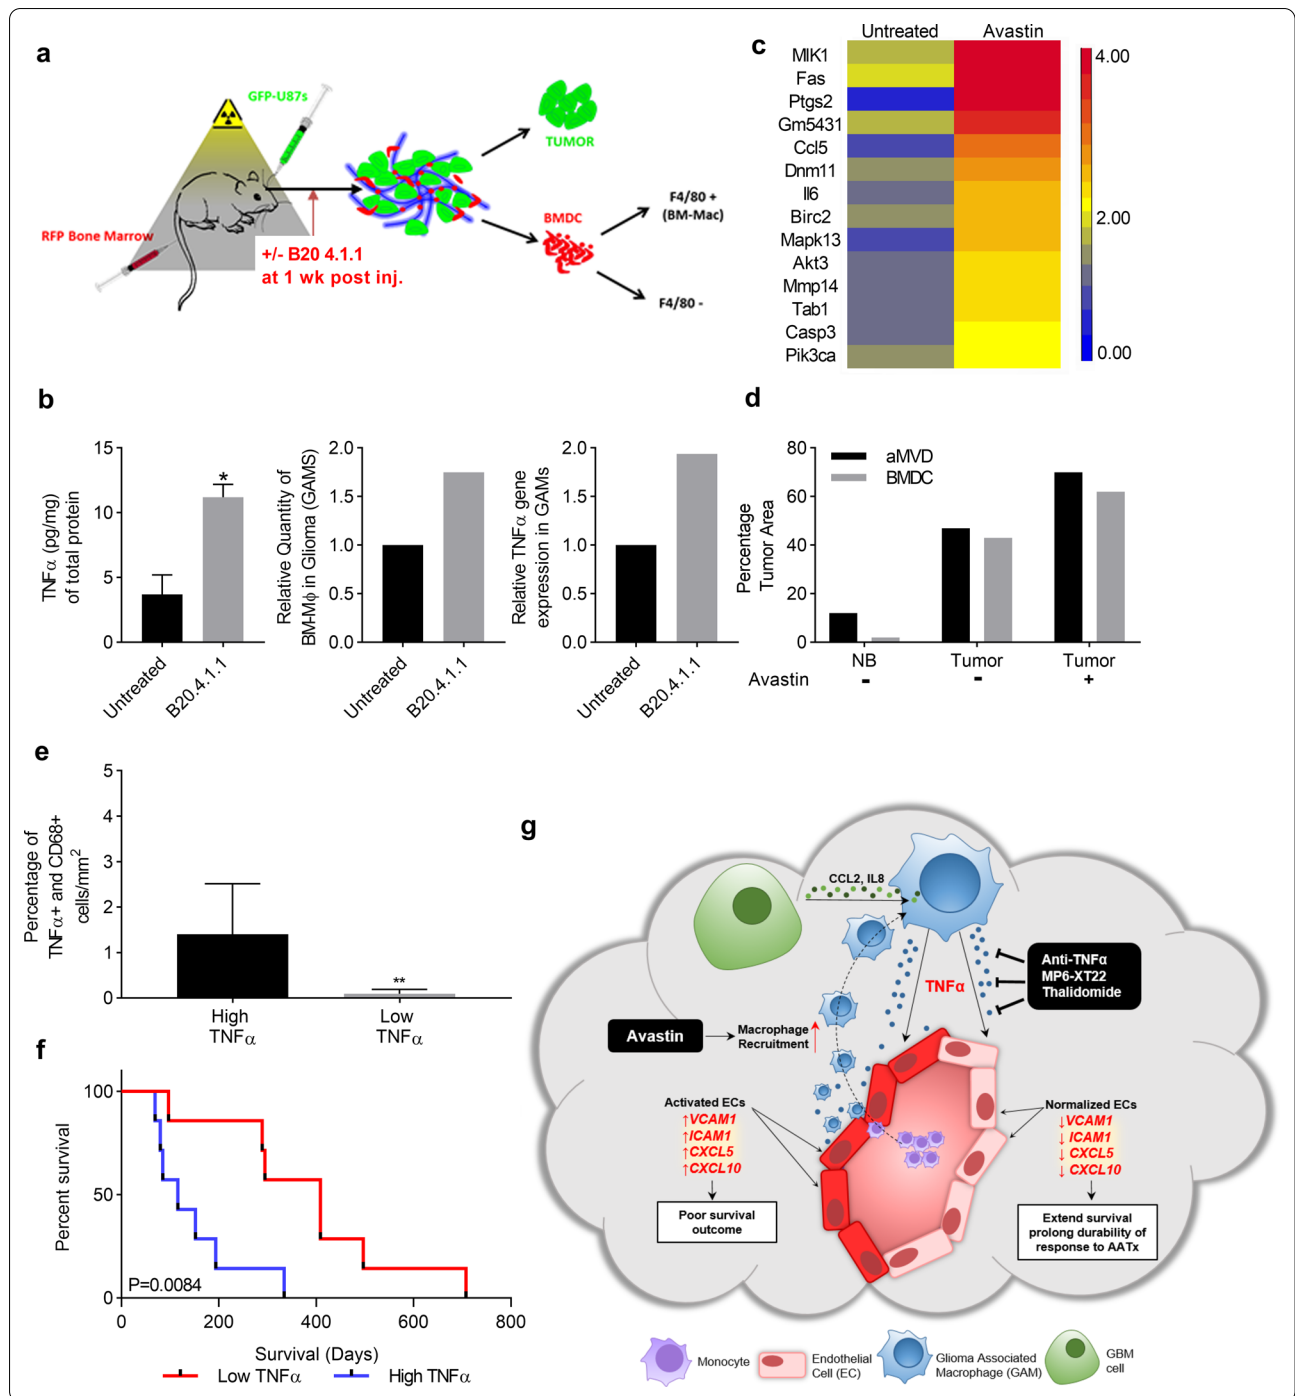 a
GFP-U87s
TUMOR
RFP Bone Marrow
+/- B20 4.1.1
at 1 wk post inj.
BMDC
F4/80 +
(BM-Mac)
F4/80 -
c
Untreated Avastin
MIK1
Fas
Ptgs2
Gm5431
Ccl5
Dnm11
Il6
Birc2
Mapk13
Akt3
Mmp14
Tab1
Casp3
Pik3ca
4.00
2.00
0.00
b
TNFα (pg/mg)
of total protein
15
10
5
0
*
Untreated
B20.4.1.1
Relative Quantity of
BM-Mϕ in Glioma (GAMS)
2.0
1.5
1.0
0.5
0.0
Untreated
B20.4.1.1
Relative TNFα gene
expression in GAMs
2.0
1.5
1.0
0.5
0.0
Untreated
B20.4.1.1
d
Percentage
Tumor Area
80
60
40
20
0
aMVD
BMDC
NB Tumor Tumor
Avastin - - +
e
Percentage of
TNFα+ and CD68+
cells/mm2
5
4
3
2
1
0
**
High
TNFα
Low
TNFα
f
Percent survival
100
50
0
P=0.0084
0 200 400 600 800
Survival (Days)
Low TNFα High TNFα
g
CCL2, IL8
TNFα
Anti-TNFα
MP6-XT22
Thalidomide
Avastin
Macrophage
Recruitment
Activated ECs
↑VCAM1
↑ICAM1
↑CXCL5
↑CXCL10
Poor survival
outcome
Normalized ECs
↓VCAM1
↓ ICAM1
↓ CXCL5
↓ CXCL10
Extend survival
prolong durability of
response to AATx
Monocyte
Endothelial
Cell (EC)
Glioma Associated
Macrophage (GAM)
GBM
cell